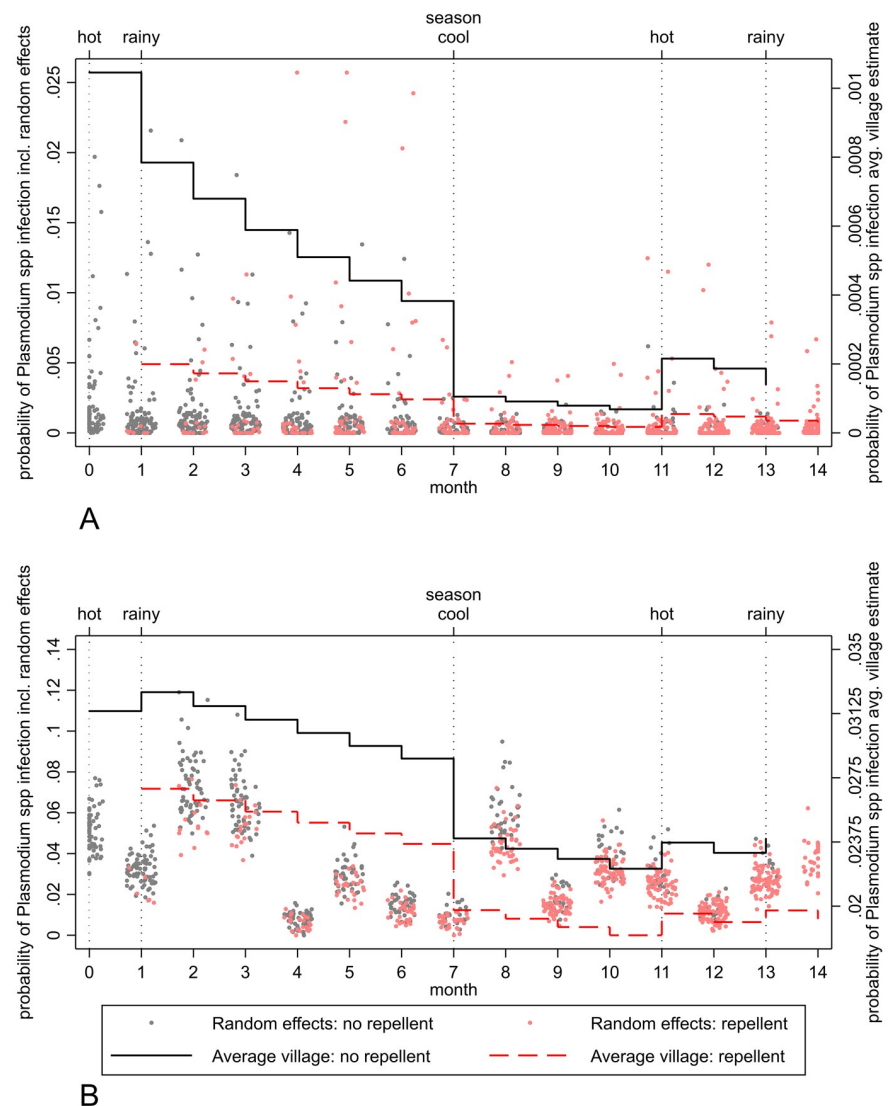 season
hot rainy cool hot rainy
probability of Plasmodium spp infection incl. random effects
.025
.02
.015
.01
.005
0
.001
.0008
.0006
.0004
.0002
0
probability of Plasmodium spp infection avg. village estimate
0 1 2 3 4 5 6 7 8 9 10 11 12 13 14
month
A
season
hot rainy cool hot rainy
probability of Plasmodium spp infection incl. random effects
.14
.12
.1
.08
.06
.04
.02
0
.035
.03125
.0275
.02375
.02
probability of Plasmodium spp infection avg. village estimate
0 1 2 3 4 5 6 7 8 9 10 11 12 13 14
month
Random effects: no repellent Random effects: repellent
Average village: no repellent Average village: repellent
B